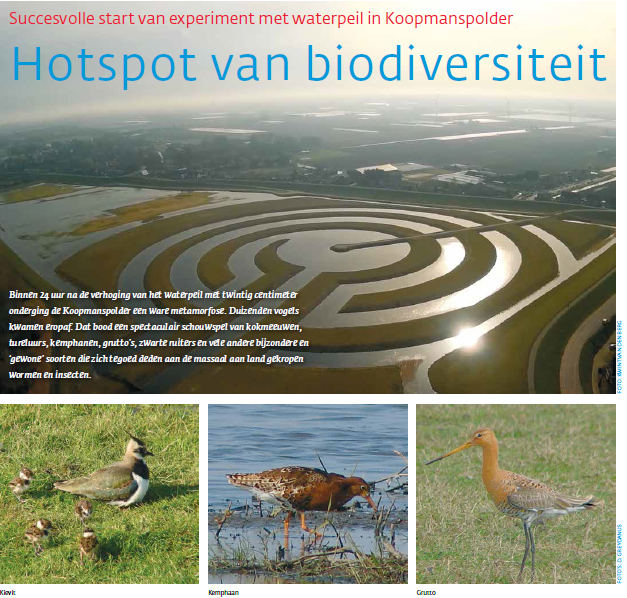 Succesvolle start van experiment met waterpeil in Koopmanspolder
Hotspot van biodiversiteit
Binnen 24 uur na de verhoging van het waterpeil met twintig centimeter
onderging de Koopmanspolder een ware metamorfose. Duizenden vogels
kwamen eropaf. Dat bood een spectaculair schouwspel van kokmeeuwen,
tureluurs, kemphanen, grutto's, zwarte ruiters en vele andere bijzondere en
'gewone' soorten die zich tegoed deden aan de massaal aan land gekropen
wormen en insecten.
FOTO: WINT VAN DEN BERG
Kievit
Kemphaan
Grutto
FOTO'S: D. GREYDANUS